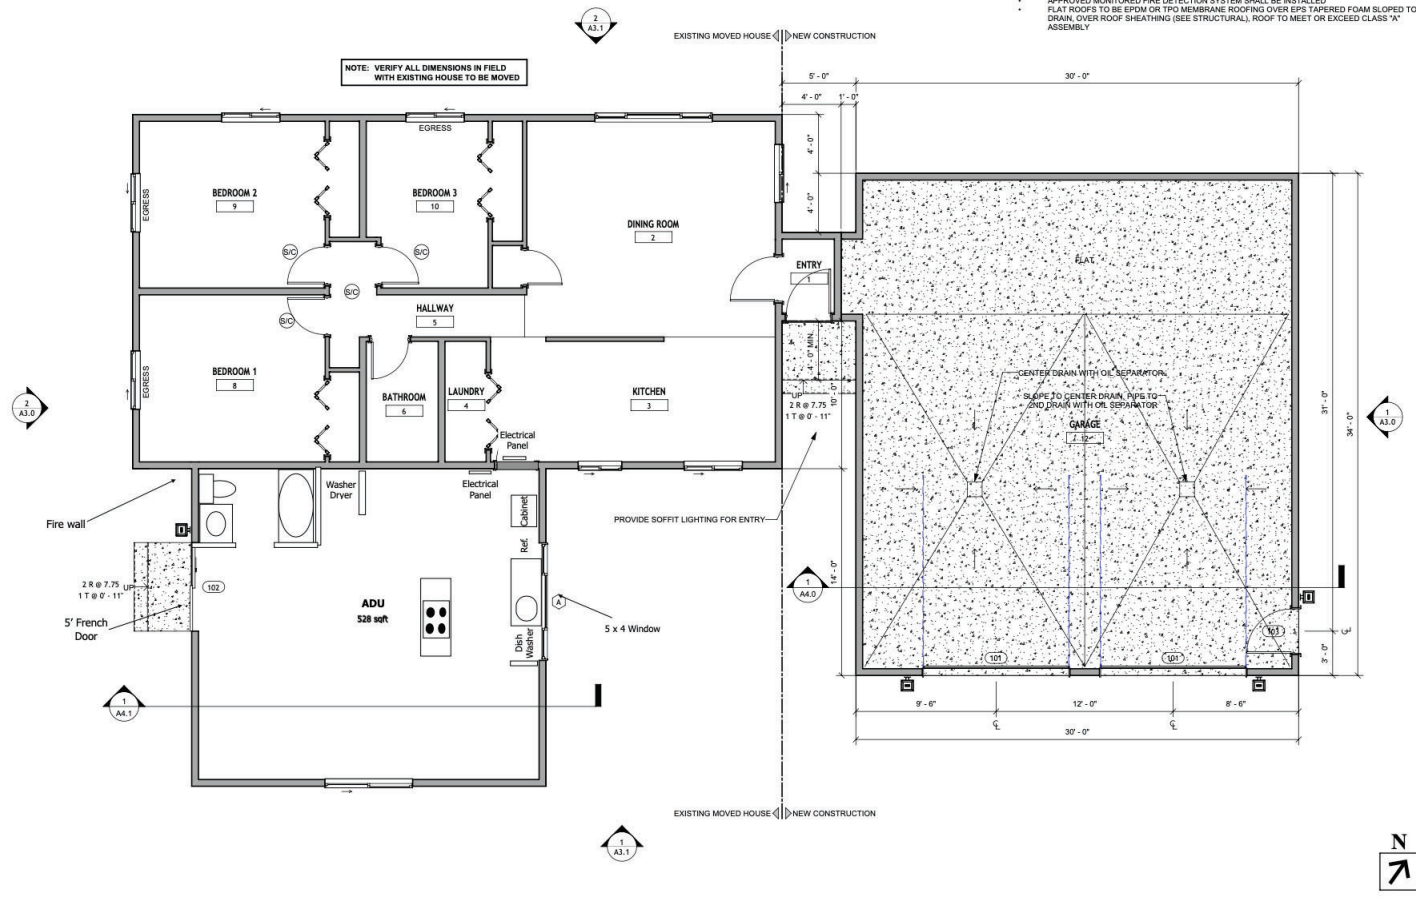 APPROVED MONITORED FIRE DETECTION SYSTEM SHALL BE INSTALLED
• FLAT ROOFS TO BE EPDM OR TPO MEMBRANE ROOFING OVER EPS TAPERED FOAM SLOPED TO
DRAIN, OVER ROOF SHEATHING (SEE STRUCTURAL), ROOF TO MEET OR EXCEED CLASS "A"
ASSEMBLY
2
A3.1
EXISTING MOVED HOUSE
NEW CONSTRUCTION
NOTE: VERIFY ALL DIMENSIONS IN FIELD
WITH EXISTING HOUSE TO BE MOVED
5' - 0"
30' - 0"
4' - 0"
1' - 0"
EGRESS
4' - 0"
4' - 0"
BEDROOM 2
9
EGRESS
BEDROOM 3
10
DINING ROOM
2
S/C
S/C
S/C
S/C
ENTRY
1
FLAT
HALLWAY
5
4' - 0" MIN.
10' - 0"
BEDROOM 1
8
EGRESS
BATHROOM
6
LAUNDRY
4
KITCHEN
3
UP
2 R @ 7.75
1 T @ 0' - 11"
CENTER DRAIN WITH OIL SEPARATOR
SLOPE TO CENTER DRAIN, PIPE TO
2ND DRAIN WITH OIL SEPARATOR
GARAGE
12
31' - 0"
34' - 0"
2
A3.0
1
A3.0
Electrical
Panel
Electrical
Panel
Washer
Dryer
Cabinet
Ref.
Fire wall
PROVIDE SOFFIT LIGHTING FOR ENTRY
14' - 0"
2 R @ 7.75
1 T @ 0' - 11"
UP
102
5' French
Door
ADU
528 sqft
Dish
Washer
A
5 x 4 Window
1
A4.0
103
101
101
3' - 0"
1
A4.1
9' - 6"
12' - 0"
8' - 6"
30' - 0"
EXISTING MOVED HOUSE
NEW CONSTRUCTION
1
A3.1
N